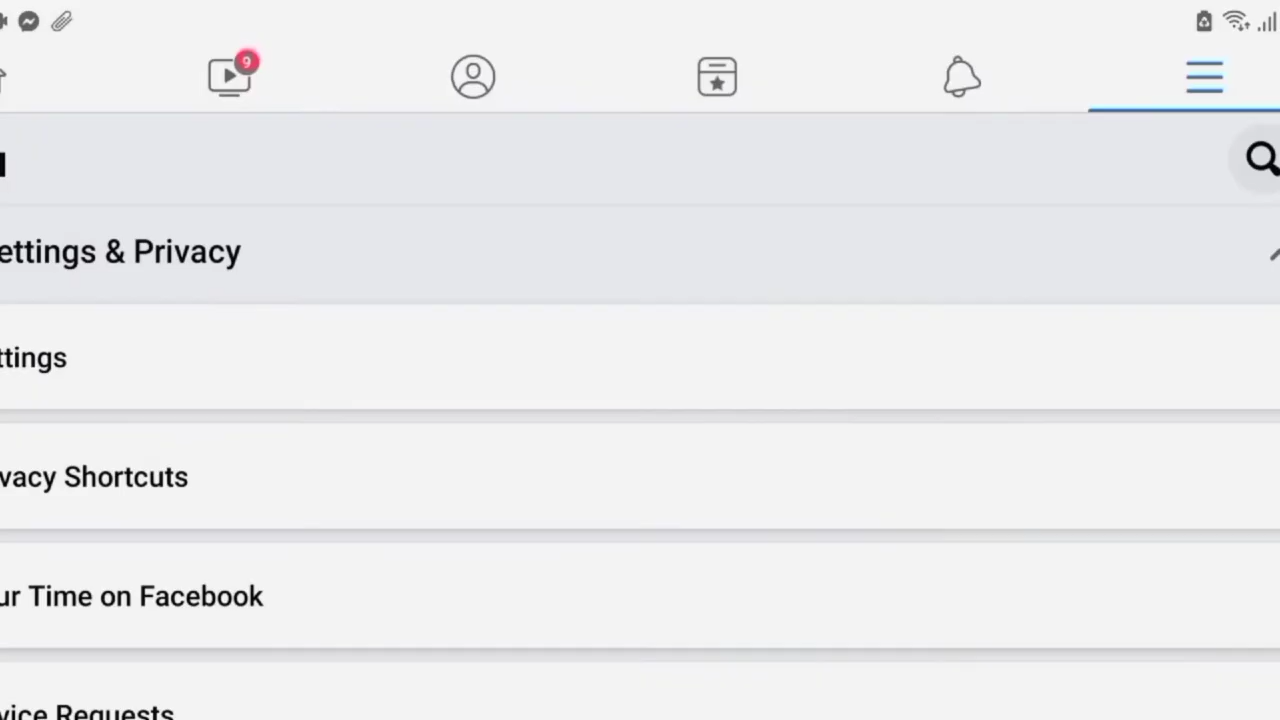 9
ettings & Privacy
ttings
vacy Shortcuts
ur Time on Facebook
vice Requests